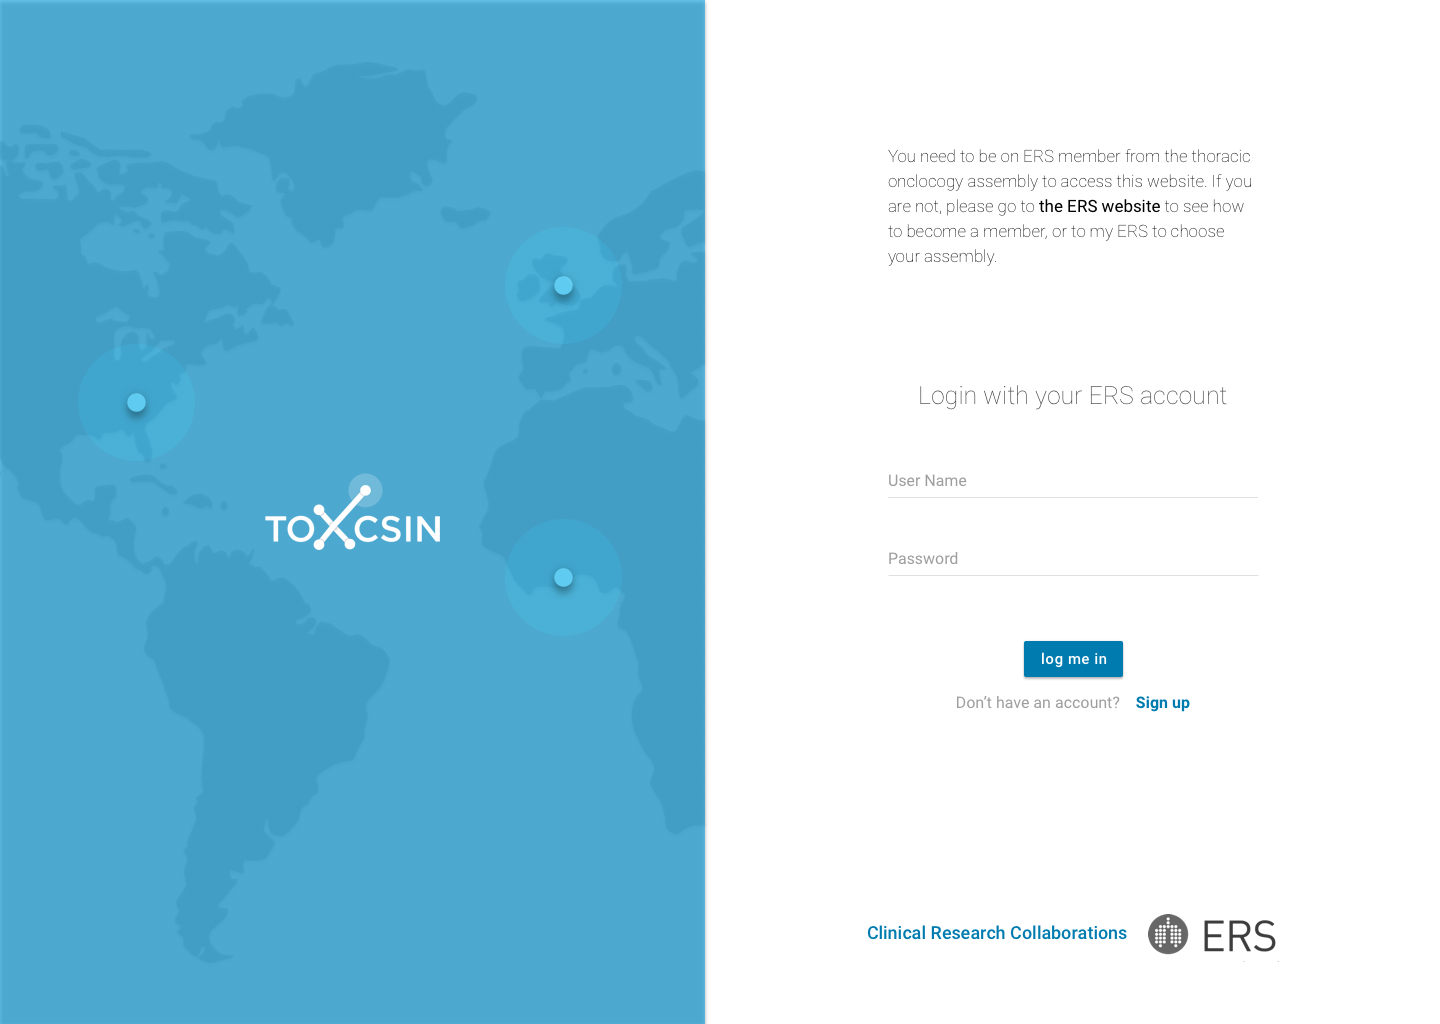 You need to be on ERS member from the thoracic
onclocogy assembly to access this website. If you
are not, please go to the ERS website to see how
to become a member, or to my ERS to choose
your assembly.
Login with your ERS account
User Name
Password
log me in
Don't have an account? Sign up
TOXCSIN
Clinical Research Collaborations ERS